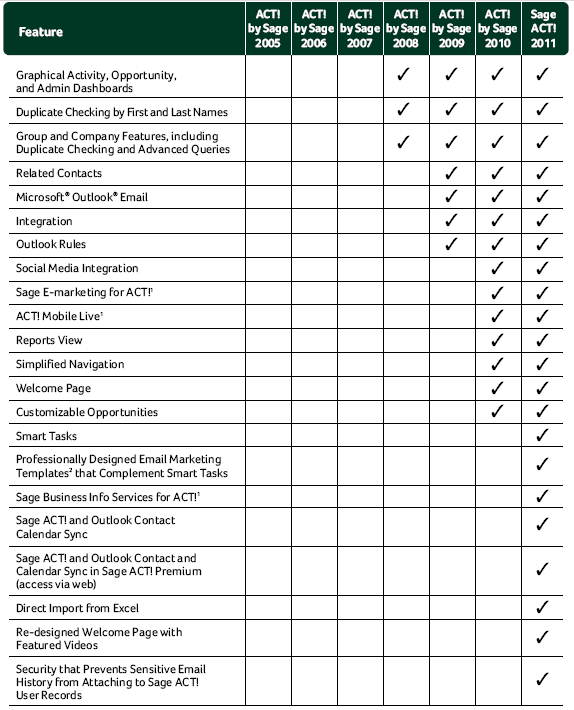 Feature
ACT! by Sage 2005
ACT! by Sage 2006
ACT! by Sage 2007
ACT! by Sage 2008
ACT! by Sage 2009
ACT! by Sage 2010
Sage ACT! 2011
Graphical Activity, Opportunity,
and Admin Dashboards ✓ ✓ ✓ ✓
Duplicate Checking by First and Last Names ✓ ✓ ✓ ✓
Group and Company Features, including
Duplicate Checking and Advanced Queries ✓ ✓ ✓ ✓
Related Contacts ✓ ✓ ✓
Microsoft® Outlook® Email ✓ ✓ ✓
Integration ✓ ✓ ✓
Outlook Rules ✓ ✓ ✓
Social Media Integration ✓ ✓
Sage E-marketing for ACT!¹ ✓ ✓
ACT! Mobile Live¹ ✓ ✓
Reports View ✓ ✓
Simplified Navigation ✓ ✓
Welcome Page ✓ ✓
Customizable Opportunities ✓ ✓
Smart Tasks ✓
Professionally Designed Email Marketing
Templates² that Complement Smart Tasks ✓
Sage Business Info Services for ACT!¹ ✓
Sage ACT! and Outlook Contact
Calendar Sync ✓
Sage ACT! and Outlook Contact and
Calendar Sync in Sage ACT! Premium
(access via web) ✓
Direct Import from Excel ✓
Re-designed Welcome Page with
Featured Videos ✓
Security that Prevents Sensitive Email
History from Attaching to Sage ACT!
User Records ✓